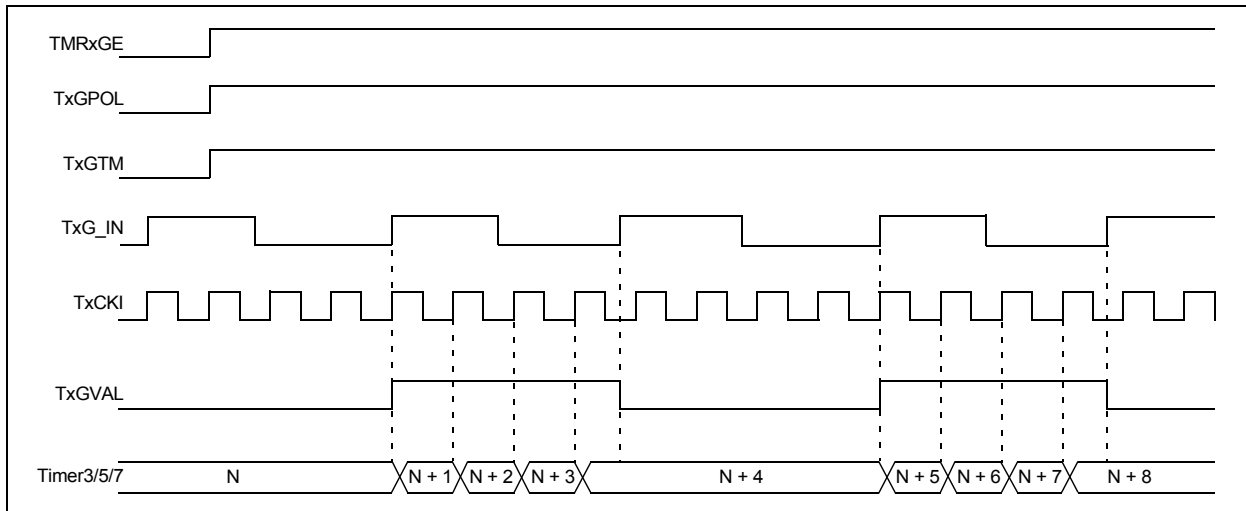 TMRxGE
TxGPOL
TxGTM
TxG_IN
TxCKI
TxGVAL
Timer3/5/7 N N + 1 N + 2 N + 3 N + 4 N + 5 N + 6 N + 7 N + 8